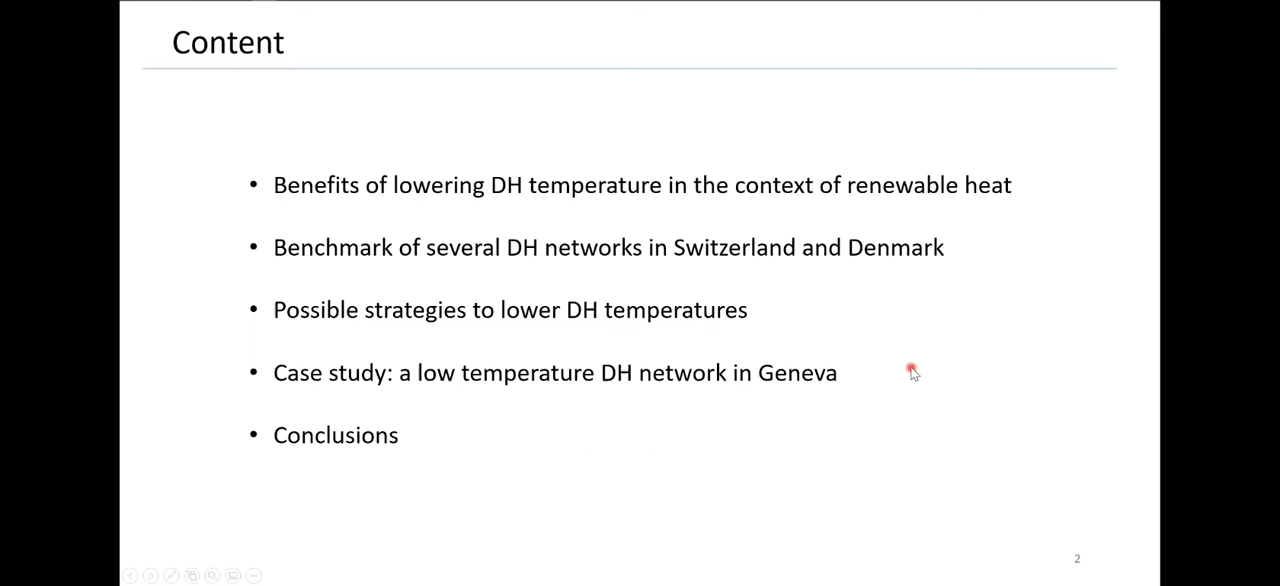 Content
• Benefits of lowering DH temperature in the context of renewable heat
• Benchmark of several DH networks in Switzerland and Denmark
• Possible strategies to lower DH temperatures
• Case study: a low temperature DH network in Geneva
• Conclusions
2